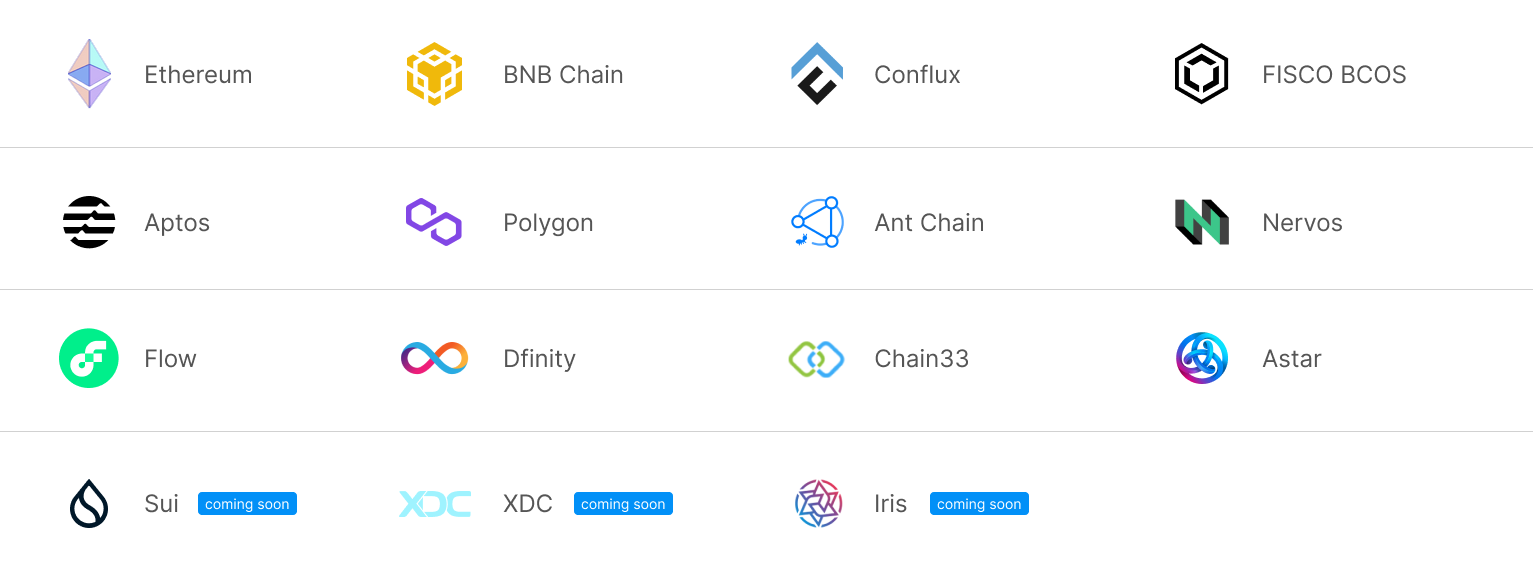 Ethereum
BNB Chain
Conflux
FISCO BCOS
Aptos
Polygon
Ant Chain
Nervos
Flow
Dfinity
Chain33
Astar
Sui coming soon
XDC XDC coming soon
Iris coming soon